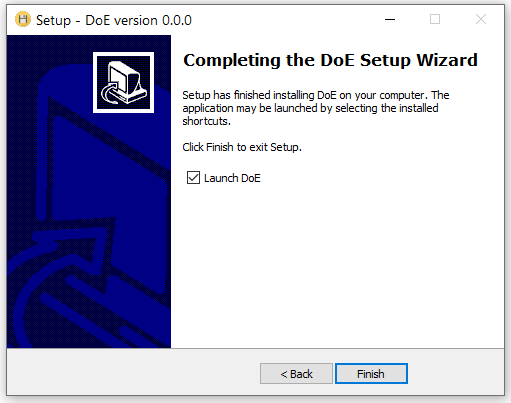 Setup - DoE version 0.0.0
Completing the DoE Setup Wizard
Setup has finished installing DoE on your computer. The
application may be launched by selecting the installed
shortcuts.
Click Finish to exit Setup.
Launch DoE
< Back
Finish